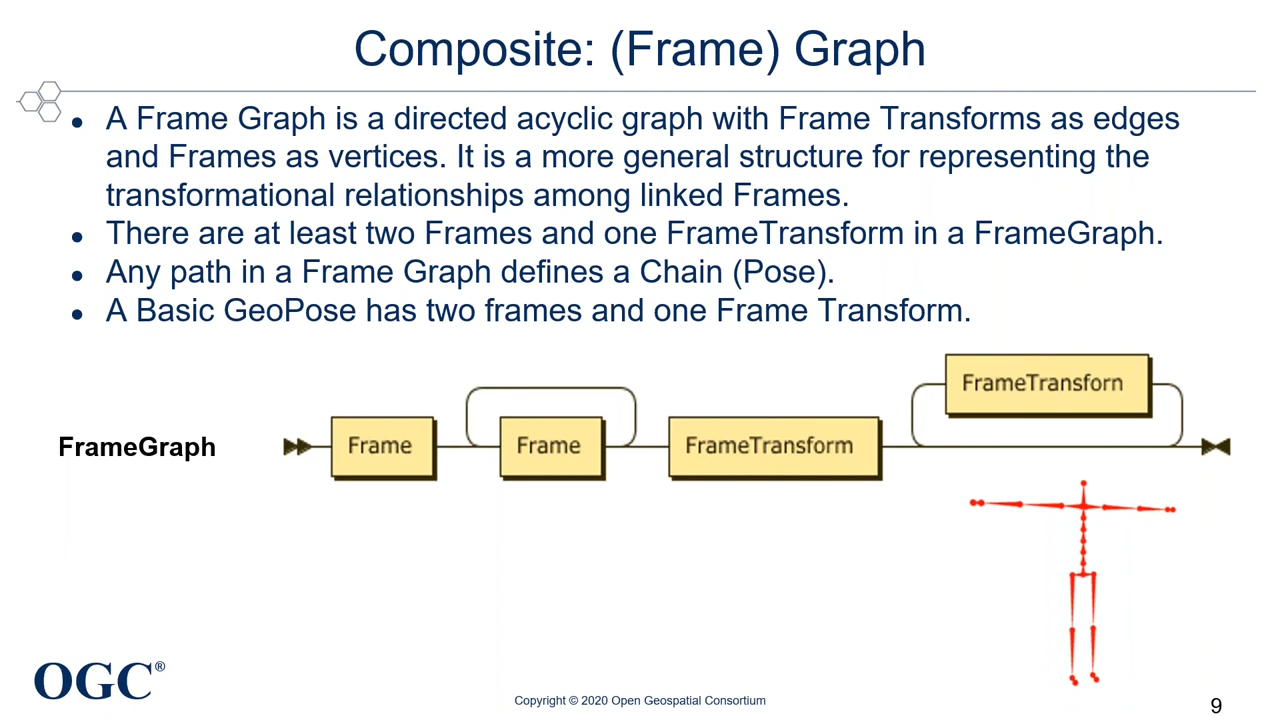 Composite: (Frame) Graph
• A Frame Graph is a directed acyclic graph with Frame Transforms as edges
and Frames as vertices. It is a more general structure for representing the
transformational relationships among linked Frames.
• There are at least two Frames and one FrameTransform in a FrameGraph.
• Any path in a Frame Graph defines a Chain (Pose).
• A Basic GeoPose has two frames and one Frame Transform.
FrameTransforn
FrameGraph Frame Frame FrameTransform
OGC®
Copyright © 2020 Open Geospatial Consortium
9